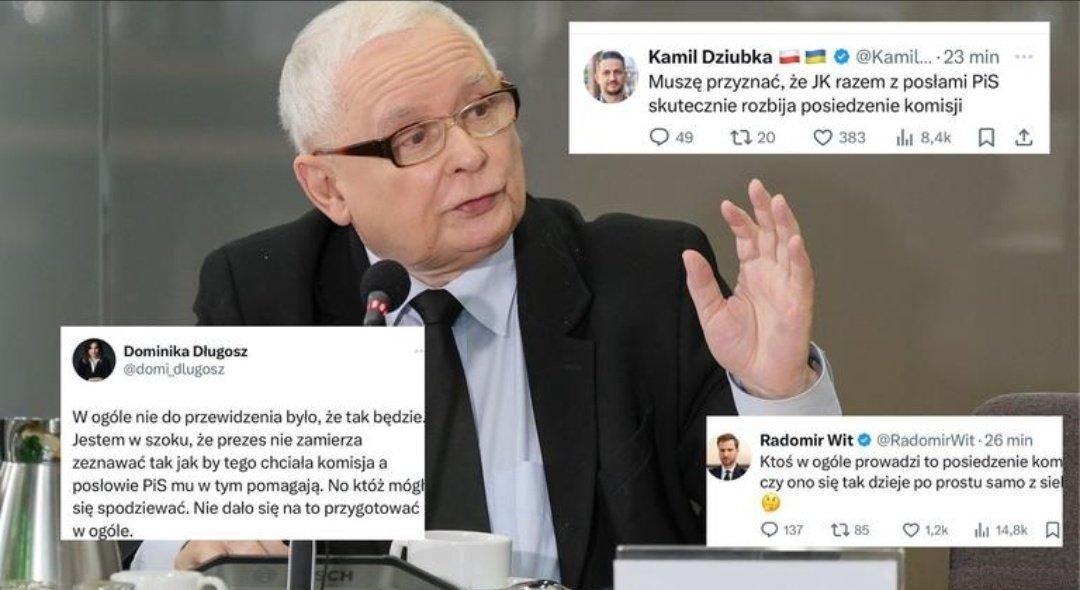 Kamil Dziubka 🇵🇱 🇺🇦 @Kamil... · 23 min
Muszę przyznać, że JK razem z posłami PiS
skutecznie rozbija posiedzenie komisji
49 20 383 8,4k
Dominika Długosz
@domi_dlugosz
W ogóle nie do przewidzenia było, że tak będzie.
Jestem w szoku, że prezes nie zamierza
zeznawać tak jak by tego chciala komisja a
posłowie PiS mu w tym pomagają. No któż mógł
się spodziewać. Nie dało się na to przygotować
w ogóle.
Radomir Wit @RadomirWit · 26 min
Ktoś w ogóle prowadzi to posiedzenie kom
czy ono się tak dzieje po prostu samo z sie
🤔
137 85 1,2k 14,8k
SCH